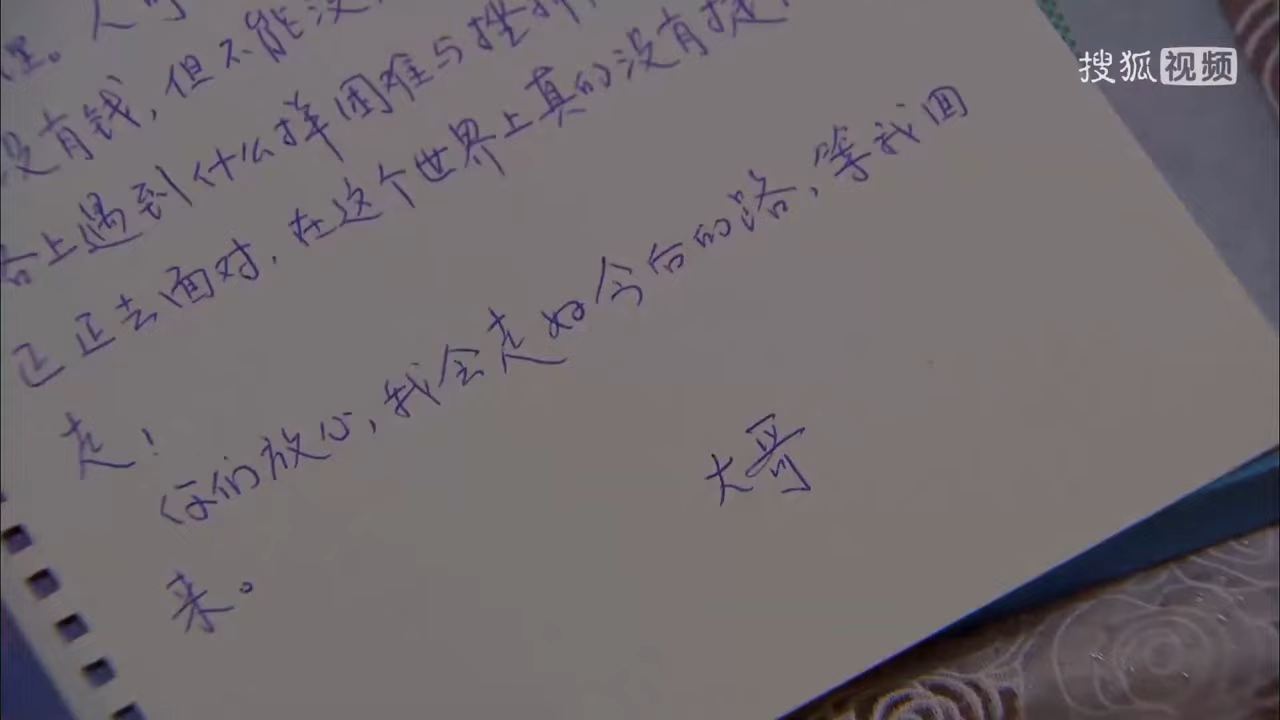 搜狐视频
理。人可
没有钱,但不能没
路上遇到什么样困难与挫折
正正去面对,在这个世界上真的没有捷
走!
你们放心,我会走好今后的路,等我回
来。
大哥